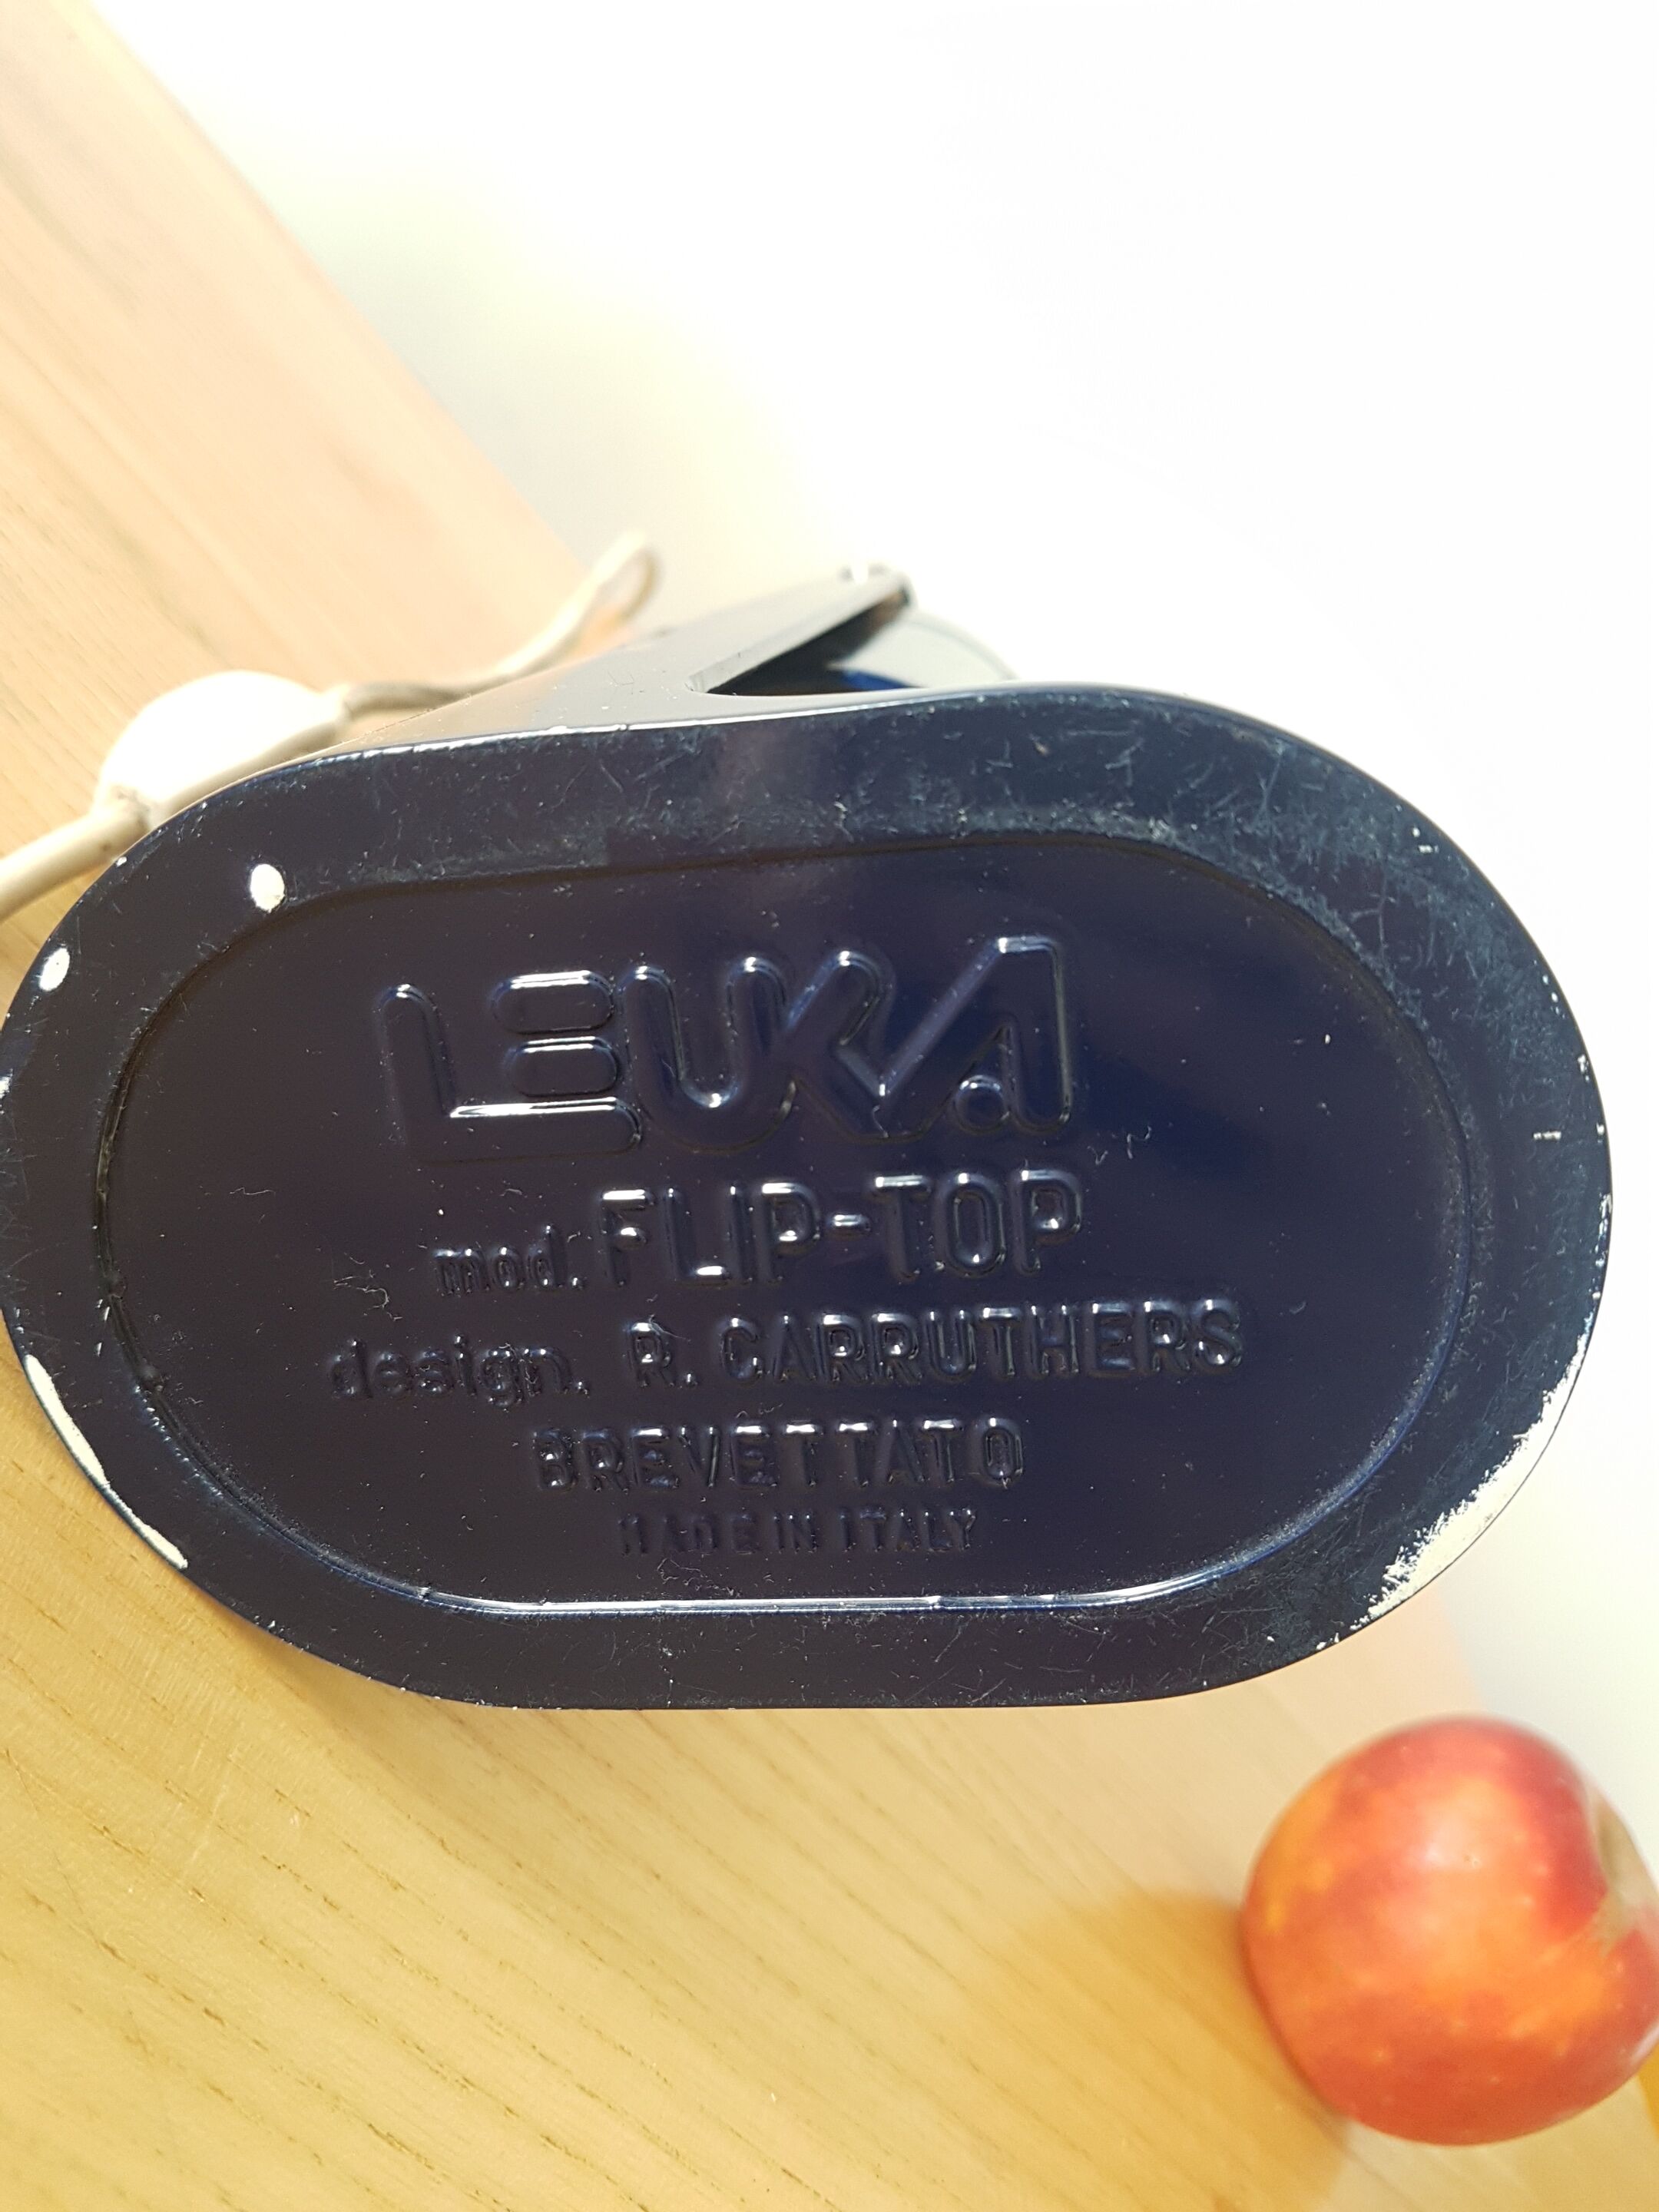 LEUKA
mod. FLIP-TOP
design. R. CARRUTHERS
BREVETTATO
MADE IN ITALY